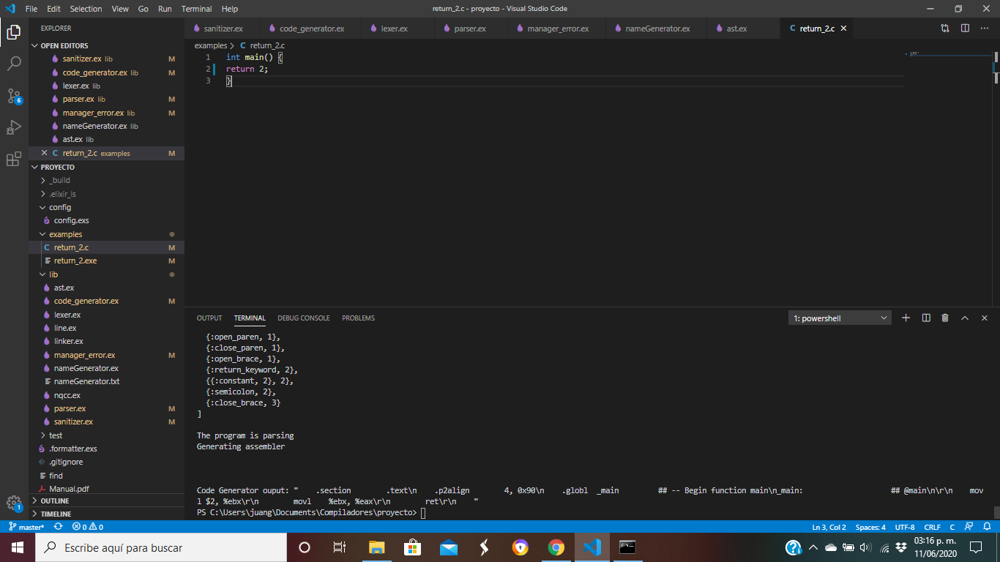 File Edit Selection View Go Run Terminal Help
return_2.c - proyecto - Visual Studio Code
EXPLORER
OPEN EDITORS
sanitizer.ex lib M
code_generator.ex lib M
lexer.ex lib
parser.ex lib M
manager_error.ex lib M
nameGenerator.ex lib
ast.ex lib
C return_2.c examples M
PROYECTO
_build
.elixir_ls
config
config.exs
examples
C return_2.c M
return_2.exe M
lib
ast.ex
code_generator.ex M
lexer.ex
line.ex
linker.ex
manager_error.ex M
nameGenerator.ex
nameGenerator.txt
nqcc.ex
parser.ex M
sanitizer.ex M
test
.formatter.exs
.gitignore
find
Manual.pdf
OUTLINE
TIMELINE
6
1
sanitizer.ex code_generator.ex lexer.ex parser.ex manager_error.ex nameGenerator.ex ast.ex C return_2.c
examples > C return_2.c
1 int main() {
2 return 2;
3 }
OUTPUT TERMINAL DEBUG CONSOLE PROBLEMS
1: powershell
{:open_paren, 1},
{:close_paren, 1},
{:open_brace, 1},
{:return_keyword, 2},
{{:constant, 2}, 2},
{:semicolon, 2},
{:close_brace, 3}
]
The program is parsing
Generating assembler
Code Generator ouput: "    .section        .text\n    .p2align        4, 0x90\n    .globl  _main         ## -- Begin function main\n_main:                    ## @main\n\r\n    mov
l $2, %ebx\r\n        movl    %ebx, %eax\r\n        ret\r\n    "
PS C:\Users\juang\Documents\Compiladores\proyecto>
master* 0 0
Ln 3, Col 2 Spaces: 4 UTF-8 CRLF C
Escribe aquí para buscar
03:16 p. m.
11/06/2020